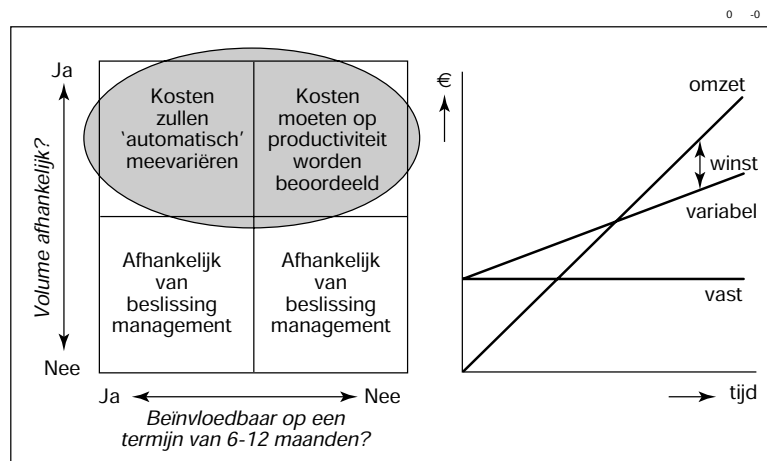 0 -0
Ja
Volume afhankelijk?
Nee
Kosten
zullen
‘automatisch’
meevariëren
Kosten
moeten op
productiviteit
worden
beoordeeld
Afhankelijk
van
beslissing
management
Afhankelijk
van
beslissing
management
Ja
Nee
Beïnvloedbaar op een
termijn van 6-12 maanden?
€
omzet
winst
variabel
vast
tijd